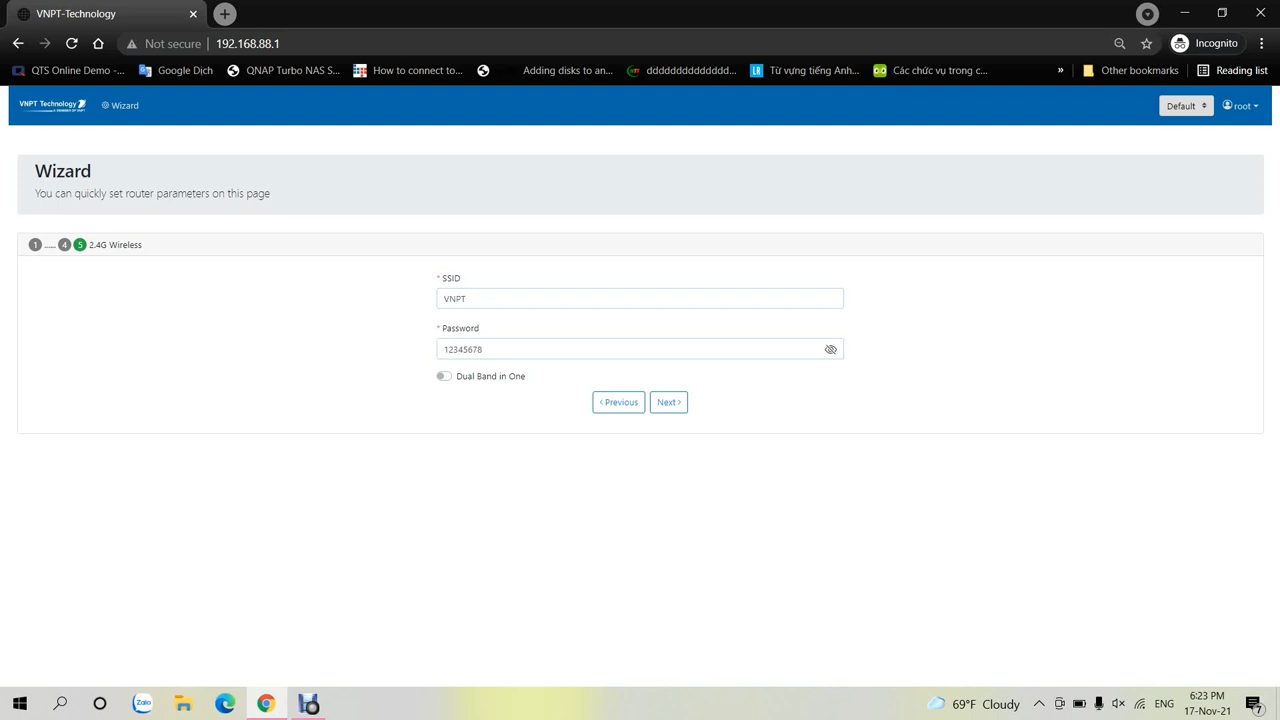 VNPT-Technology
Not secure
192.168.88.1
Incognito
QTS Online Demo -...
Google Dịch
QNAP Turbo NAS S...
How to connect to...
Adding disks to an...
dddddddddddddd...
LR Từ vựng tiếng Anh...
Các chức vụ trong c...
»
Other bookmarks
Reading list
VNPT Technology
Wizard
Default
root
Wizard
You can quickly set router parameters on this page
1 ...... 4 5 2.4G Wireless
* SSID
VNPT
* Password
12345678
Dual Band in One
‹ Previous
Next ›
Zalo
69°F Cloudy
ENG
6:23 PM
17-Nov-21
7